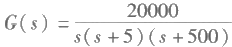 G(s) = 20000 / s(s+5)(s+500)